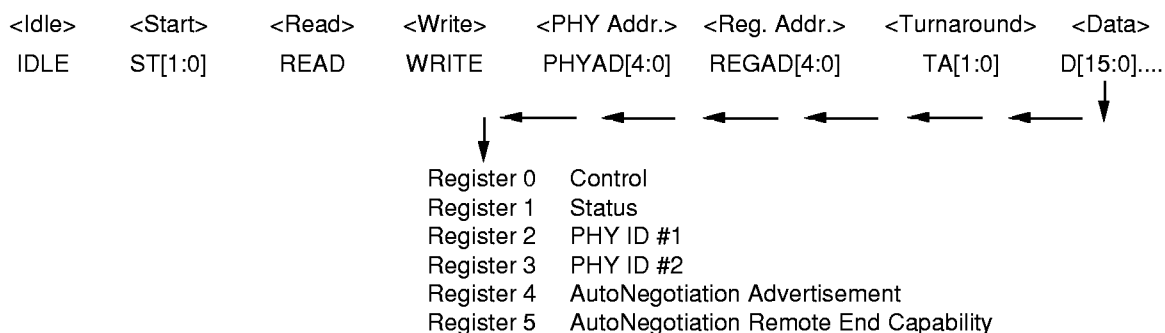 <Idle> <Start> <Read> <Write> <PHY Addr.> <Reg. Addr.> <Turnaround> <Data>
IDLE ST[1:0] READ WRITE PHYAD[4:0] REGAD[4:0] TA[1:0] D[15:0]....
Register 0 Control
Register 1 Status
Register 2 PHY ID #1
Register 3 PHY ID #2
Register 4 AutoNegotiation Advertisement
Register 5 AutoNegotiation Remote End Capability